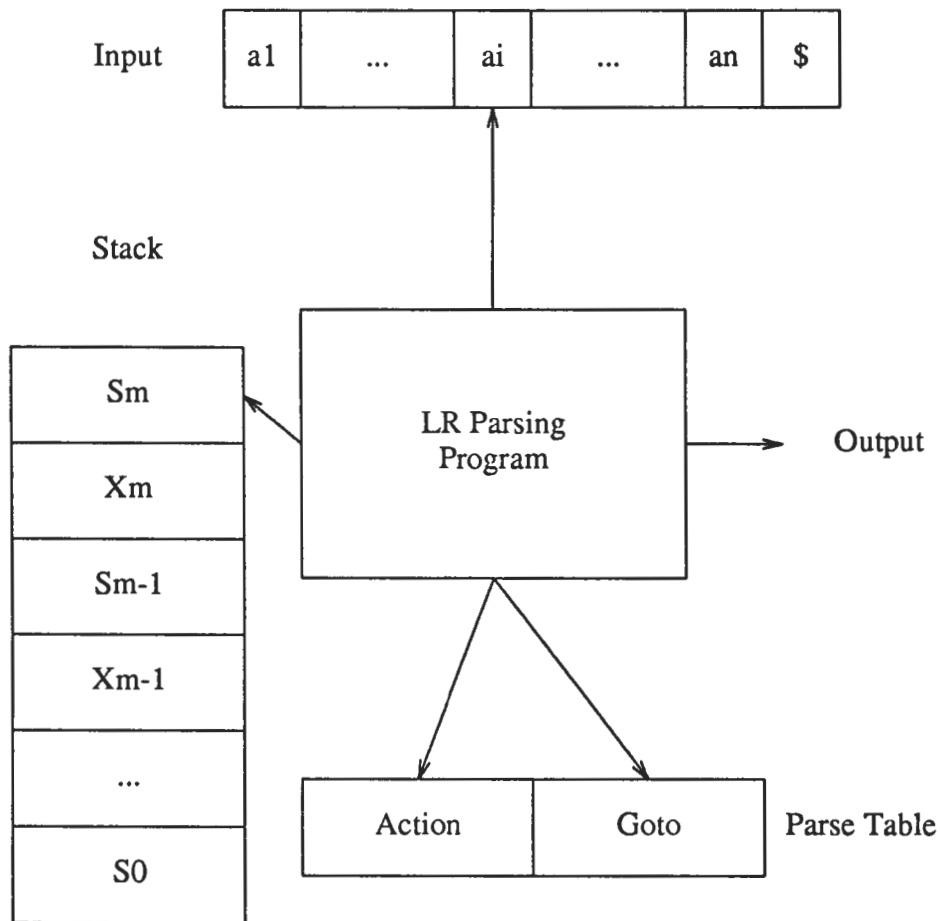 Input
a1
...
ai
...
an
$
Stack
Sm
Xm
Sm-1
Xm-1
...
S0
LR Parsing
Program
Output
Action
Goto
Parse Table